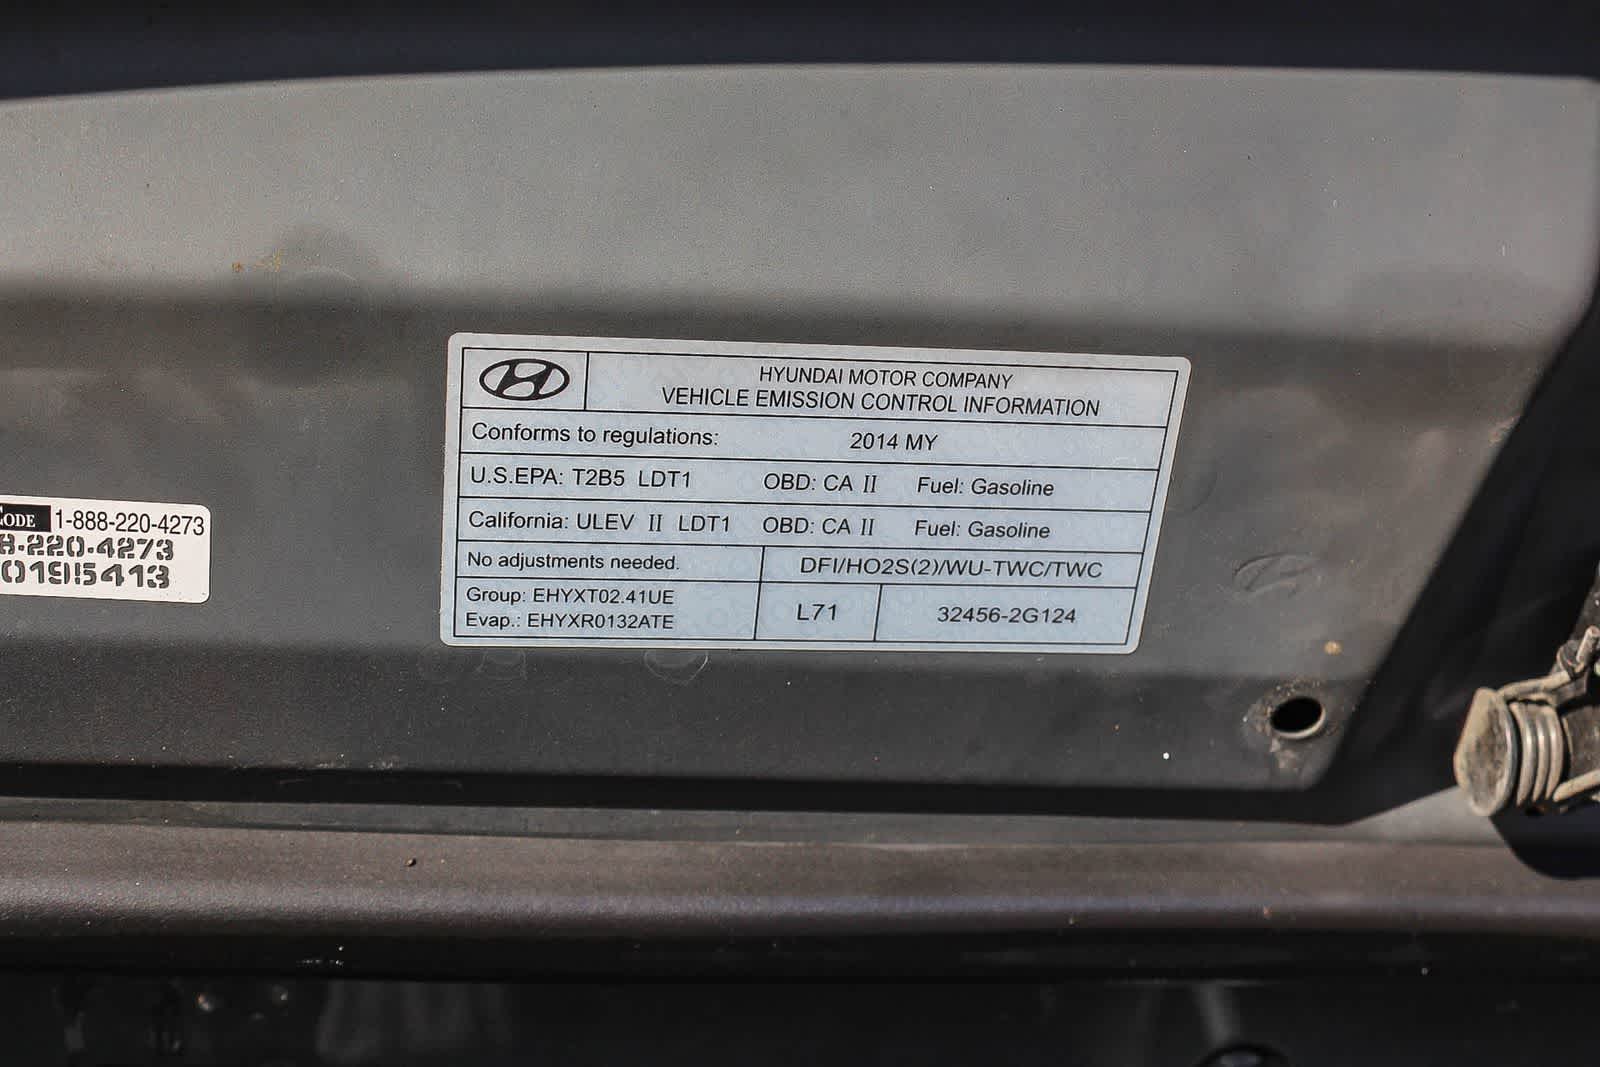 1-888-220-4273
0195413
HYUNDAI MOTOR COMPANY
VEHICLE EMISSION CONTROL INFORMATION
Conforms to regulations: 2014 MY
U.S.EPA: T2B5 LDT1 OBD: CA II Fuel: Gasoline
California: ULEV II LDT1 OBD: CA II Fuel: Gasoline
No adjustments needed. DFI/HO2S(2)/WU-TWC/TWC
Group: EHYXT02.41UE
Evap.: EHYXR0132ATE
L71 32456-2G124